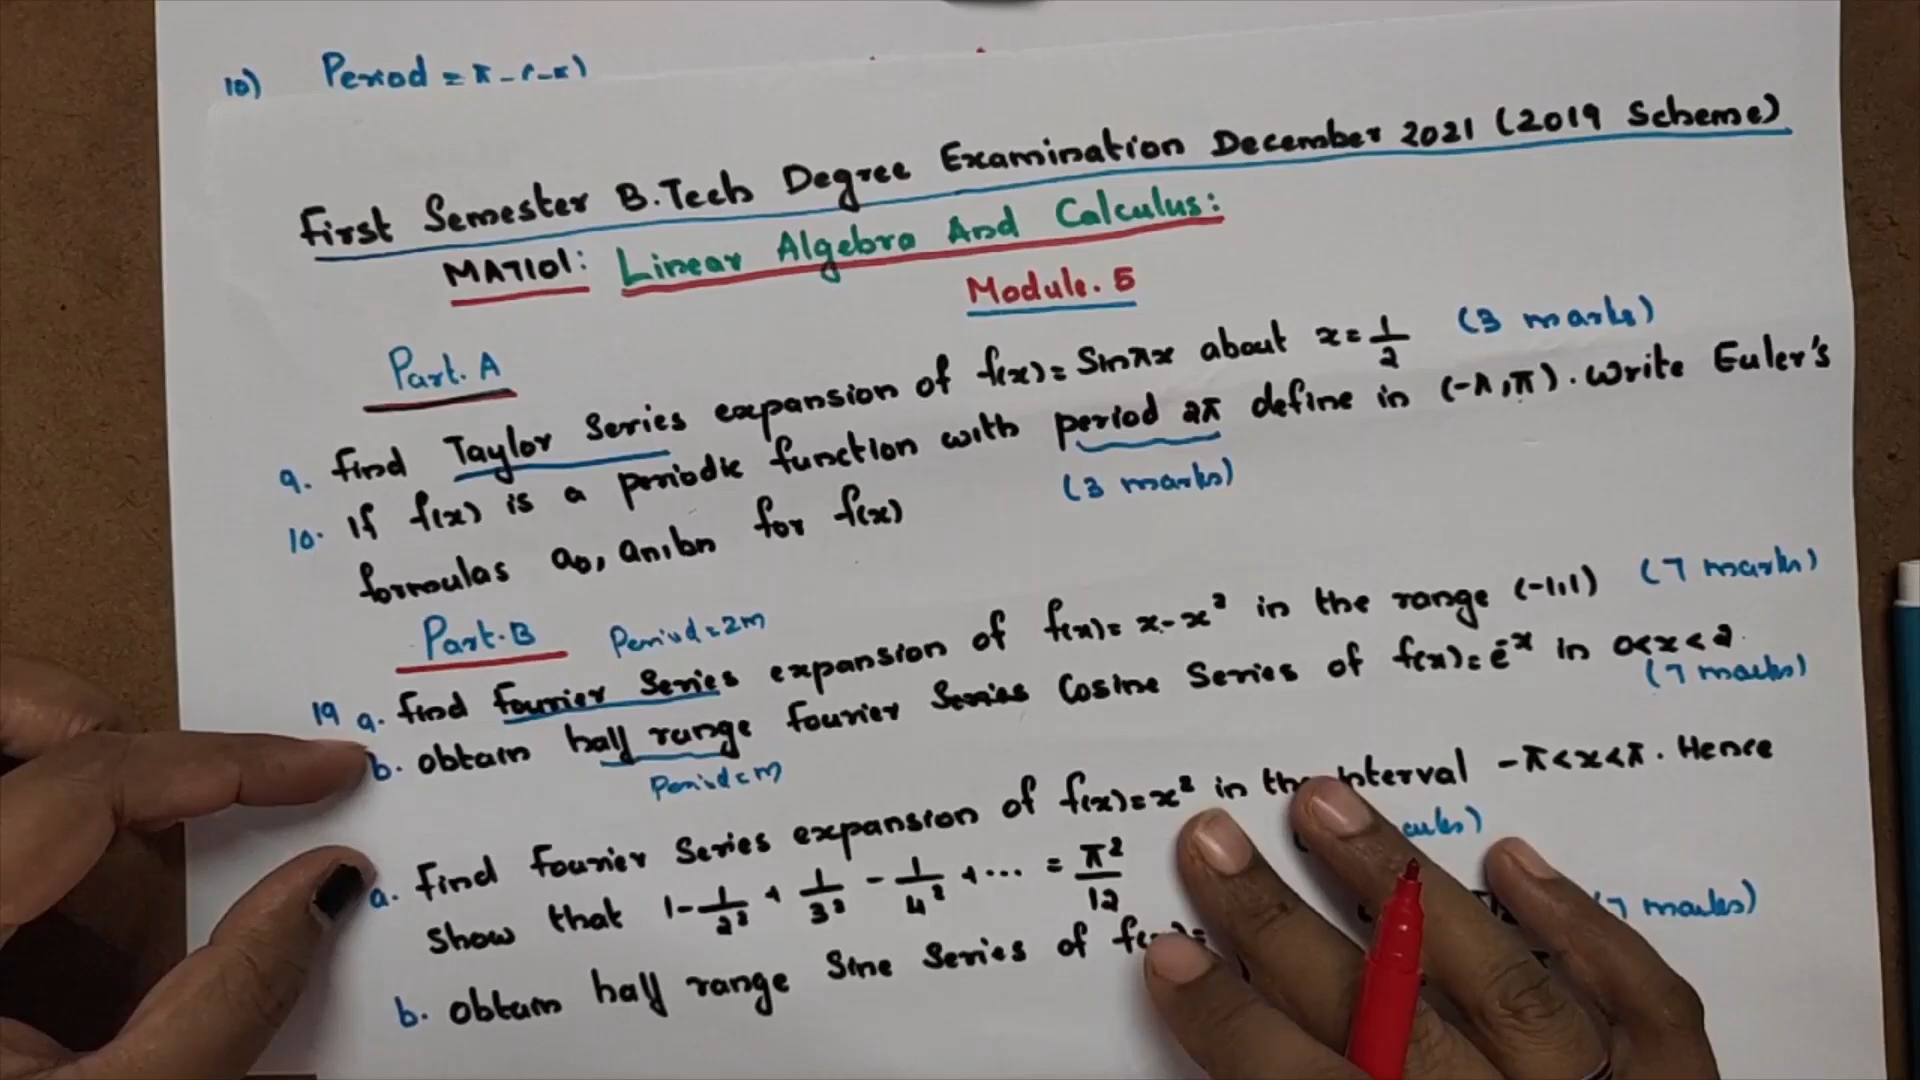 10) Period = π-(-π)
First Semester B.Tech Degree Examination December 2021 (2019 Scheme)
MAT101: Linear Algebra And Calculus:
Module. 5
Part. A
9. Find Taylor Series expansion of f(x) = Sinπx about x = 1/2 (3 marks)
10. If f(x) is a periodic function with period 2π define in (-π,π). Write Euler's
formulas a₀, an, bn for f(x) (3 marks)
Part-B Period = 2m
19 a. Find fourier Series expansion of f(x) = x-x² in the range (-1,1) (7 marks)
b. obtain half range fourier Series Cosine Series of f(x) = e⁻ˣ in 0<x<2. (7 marks)
Period = m
a. Find fourier Series expansion of f(x) = x² in the interval -π<x<π. Hence
show that 1 - 1/2² + 1/3² - 1/4² + ... = π²/12
b. obtain half range Sine Series of (7 marks)